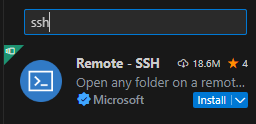 ssh
Remote - SSH 18.6M 4
Open any folder on a remot...
Microsoft Install